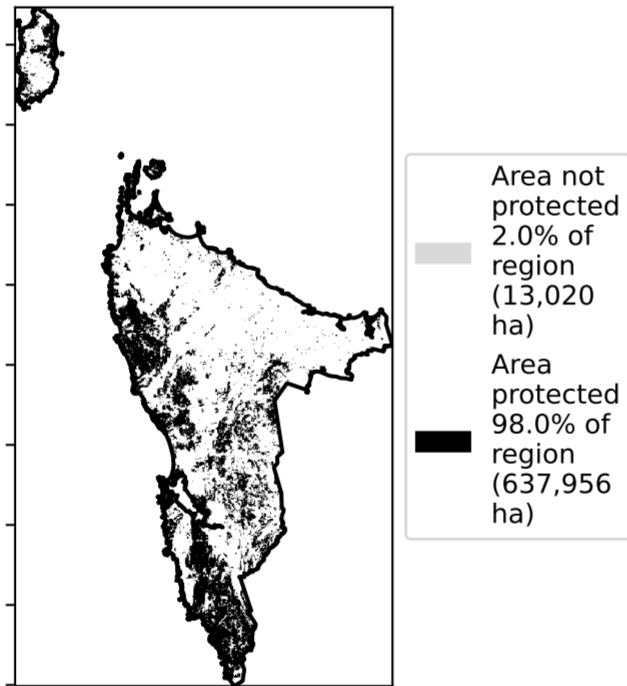 Area not
protected
2.0% of
region
(13,020
ha)
Area
protected
98.0% of
region
(637,956
ha)